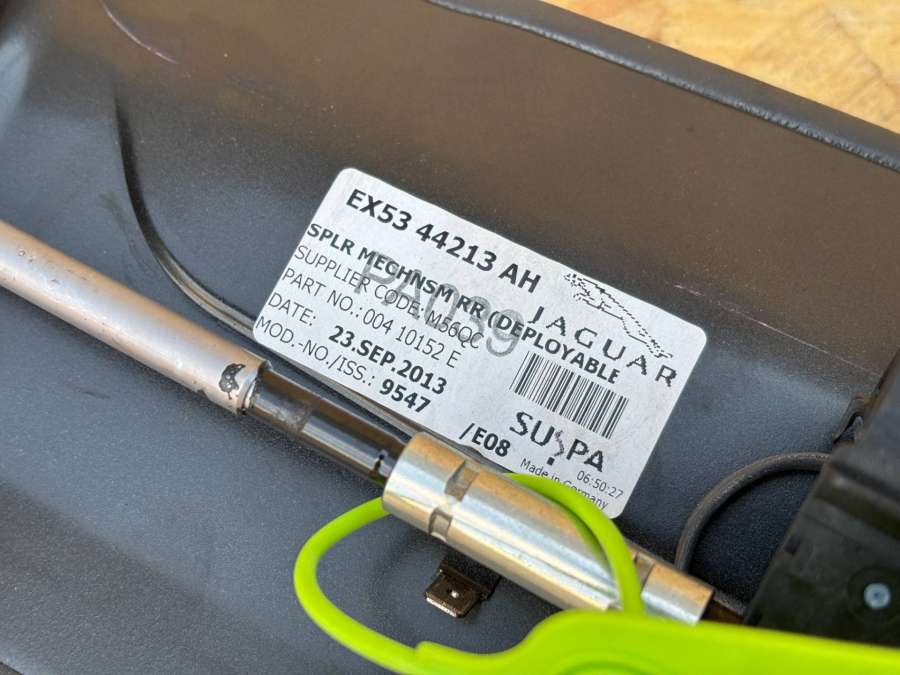 EX53 44213 AH
SPLR MECHNSM RR (DEPLOYABLE
SUPPLIER CODE: M56QC
PART NO.: 004 10152 E
DATE: 23.SEP.2013
MOD.-NO./ISS.: 9547 /E08
PA039
JAGUAR
SUSPA
06:50:27
Made in Germany